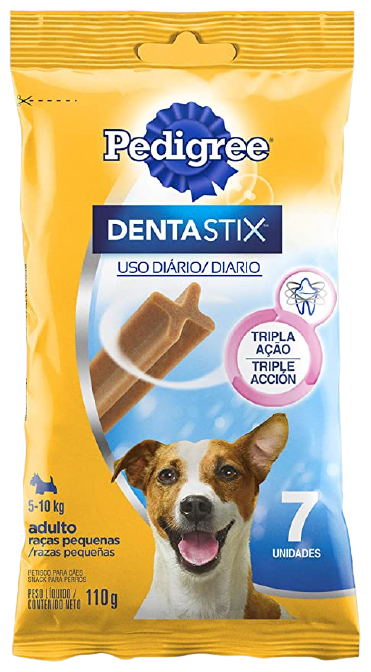 Pedigree
DENTASTIX
USO DIÁRIO/DIARIO
TRIPLA
AÇÃO
TRIPLE
ACCIÓN
5-10 kg
adulto
raças pequenas
/razas pequeñas
PETISCO PARA CÃES
SNACK PARA PERROS
PESO LÍQUIDO/
CONTENIDO NETO 110g
7
UNIDADES